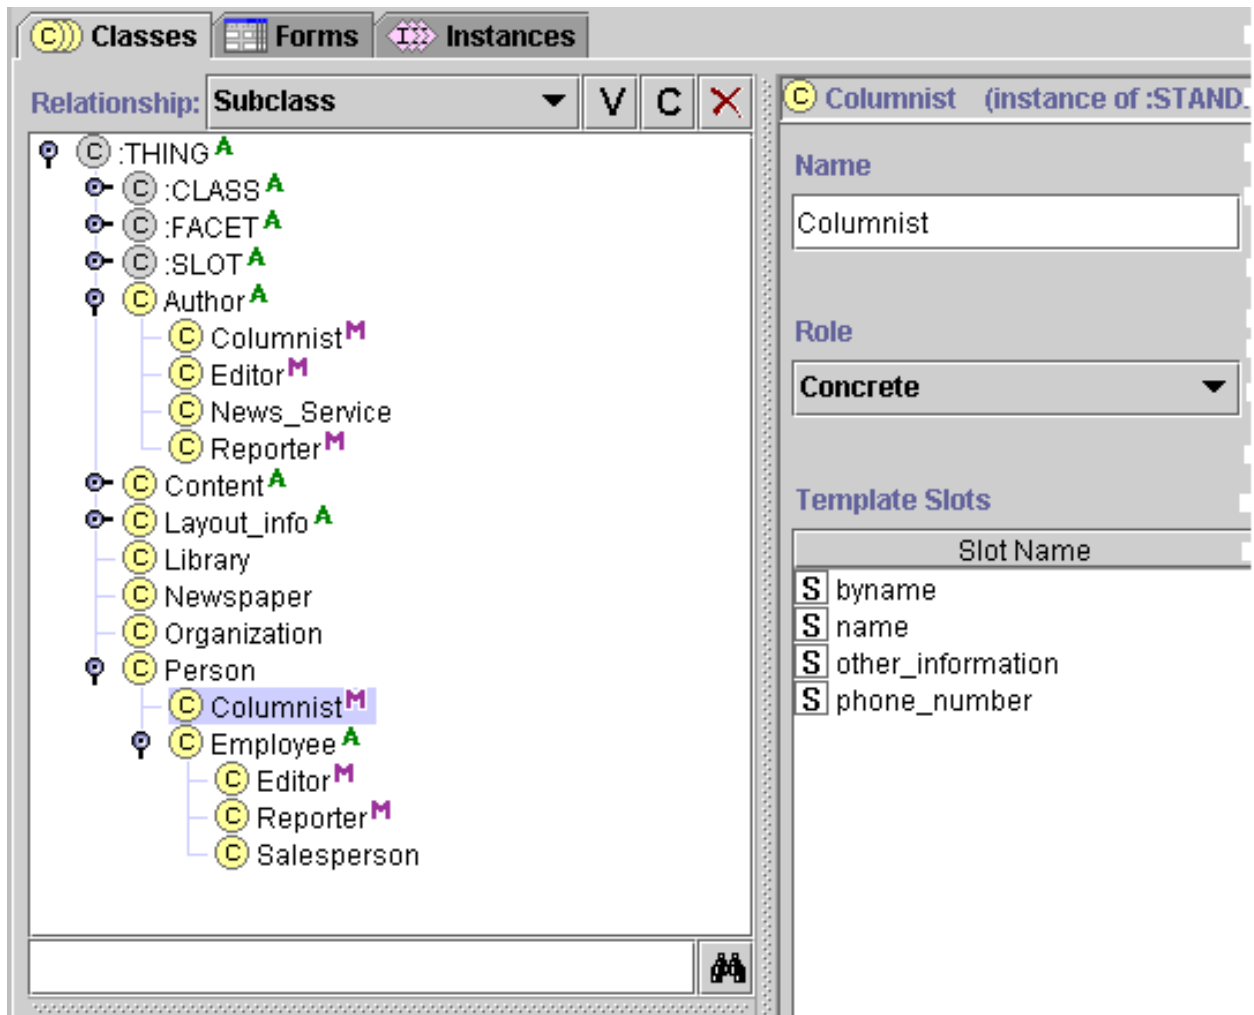 Classes Forms Instances
Relationship: Subclass V C
C :THING A
C :CLASS A
C :FACET A
C :SLOT A
C Author A
C Columnist M
C Editor M
C News_Service
C Reporter M
C Content A
C Layout_info A
C Library
C Newspaper
C Organization
C Person
C Columnist M
C Employee A
C Editor M
C Reporter M
C Salesperson
C Columnist (instance of :STAND.
Name
Columnist
Role
Concrete
Template Slots
Slot Name
S byname
S name
S other_information
S phone_number